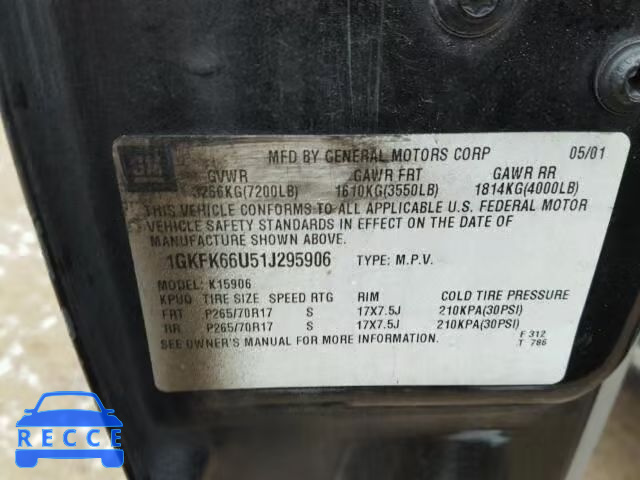 GM
MFD BY GENERAL MOTORS CORP 05/01
GVWR GAWR FRT GAWR RR
3266KG(7200LB) 1610KG(3550LB) 1814KG(4000LB)
THIS VEHICLE CONFORMS TO ALL APPLICABLE U.S. FEDERAL MOTOR
VEHICLE SAFETY STANDARDS IN EFFECT ON THE DATE OF
MANUFACTURE SHOWN ABOVE.
1GKFK66U51J295906 TYPE: M.P.V.
MODEL: K15906
KPUO TIRE SIZE SPEED RTG RIM COLD TIRE PRESSURE
FRT P265/70R17 S 17X7.5J 210KPA(30PSI)
RR P265/70R17 S 17X7.5J 210KPA(30PSI)
SEE OWNER'S MANUAL FOR MORE INFORMATION.
F 312
T 786
RECCE